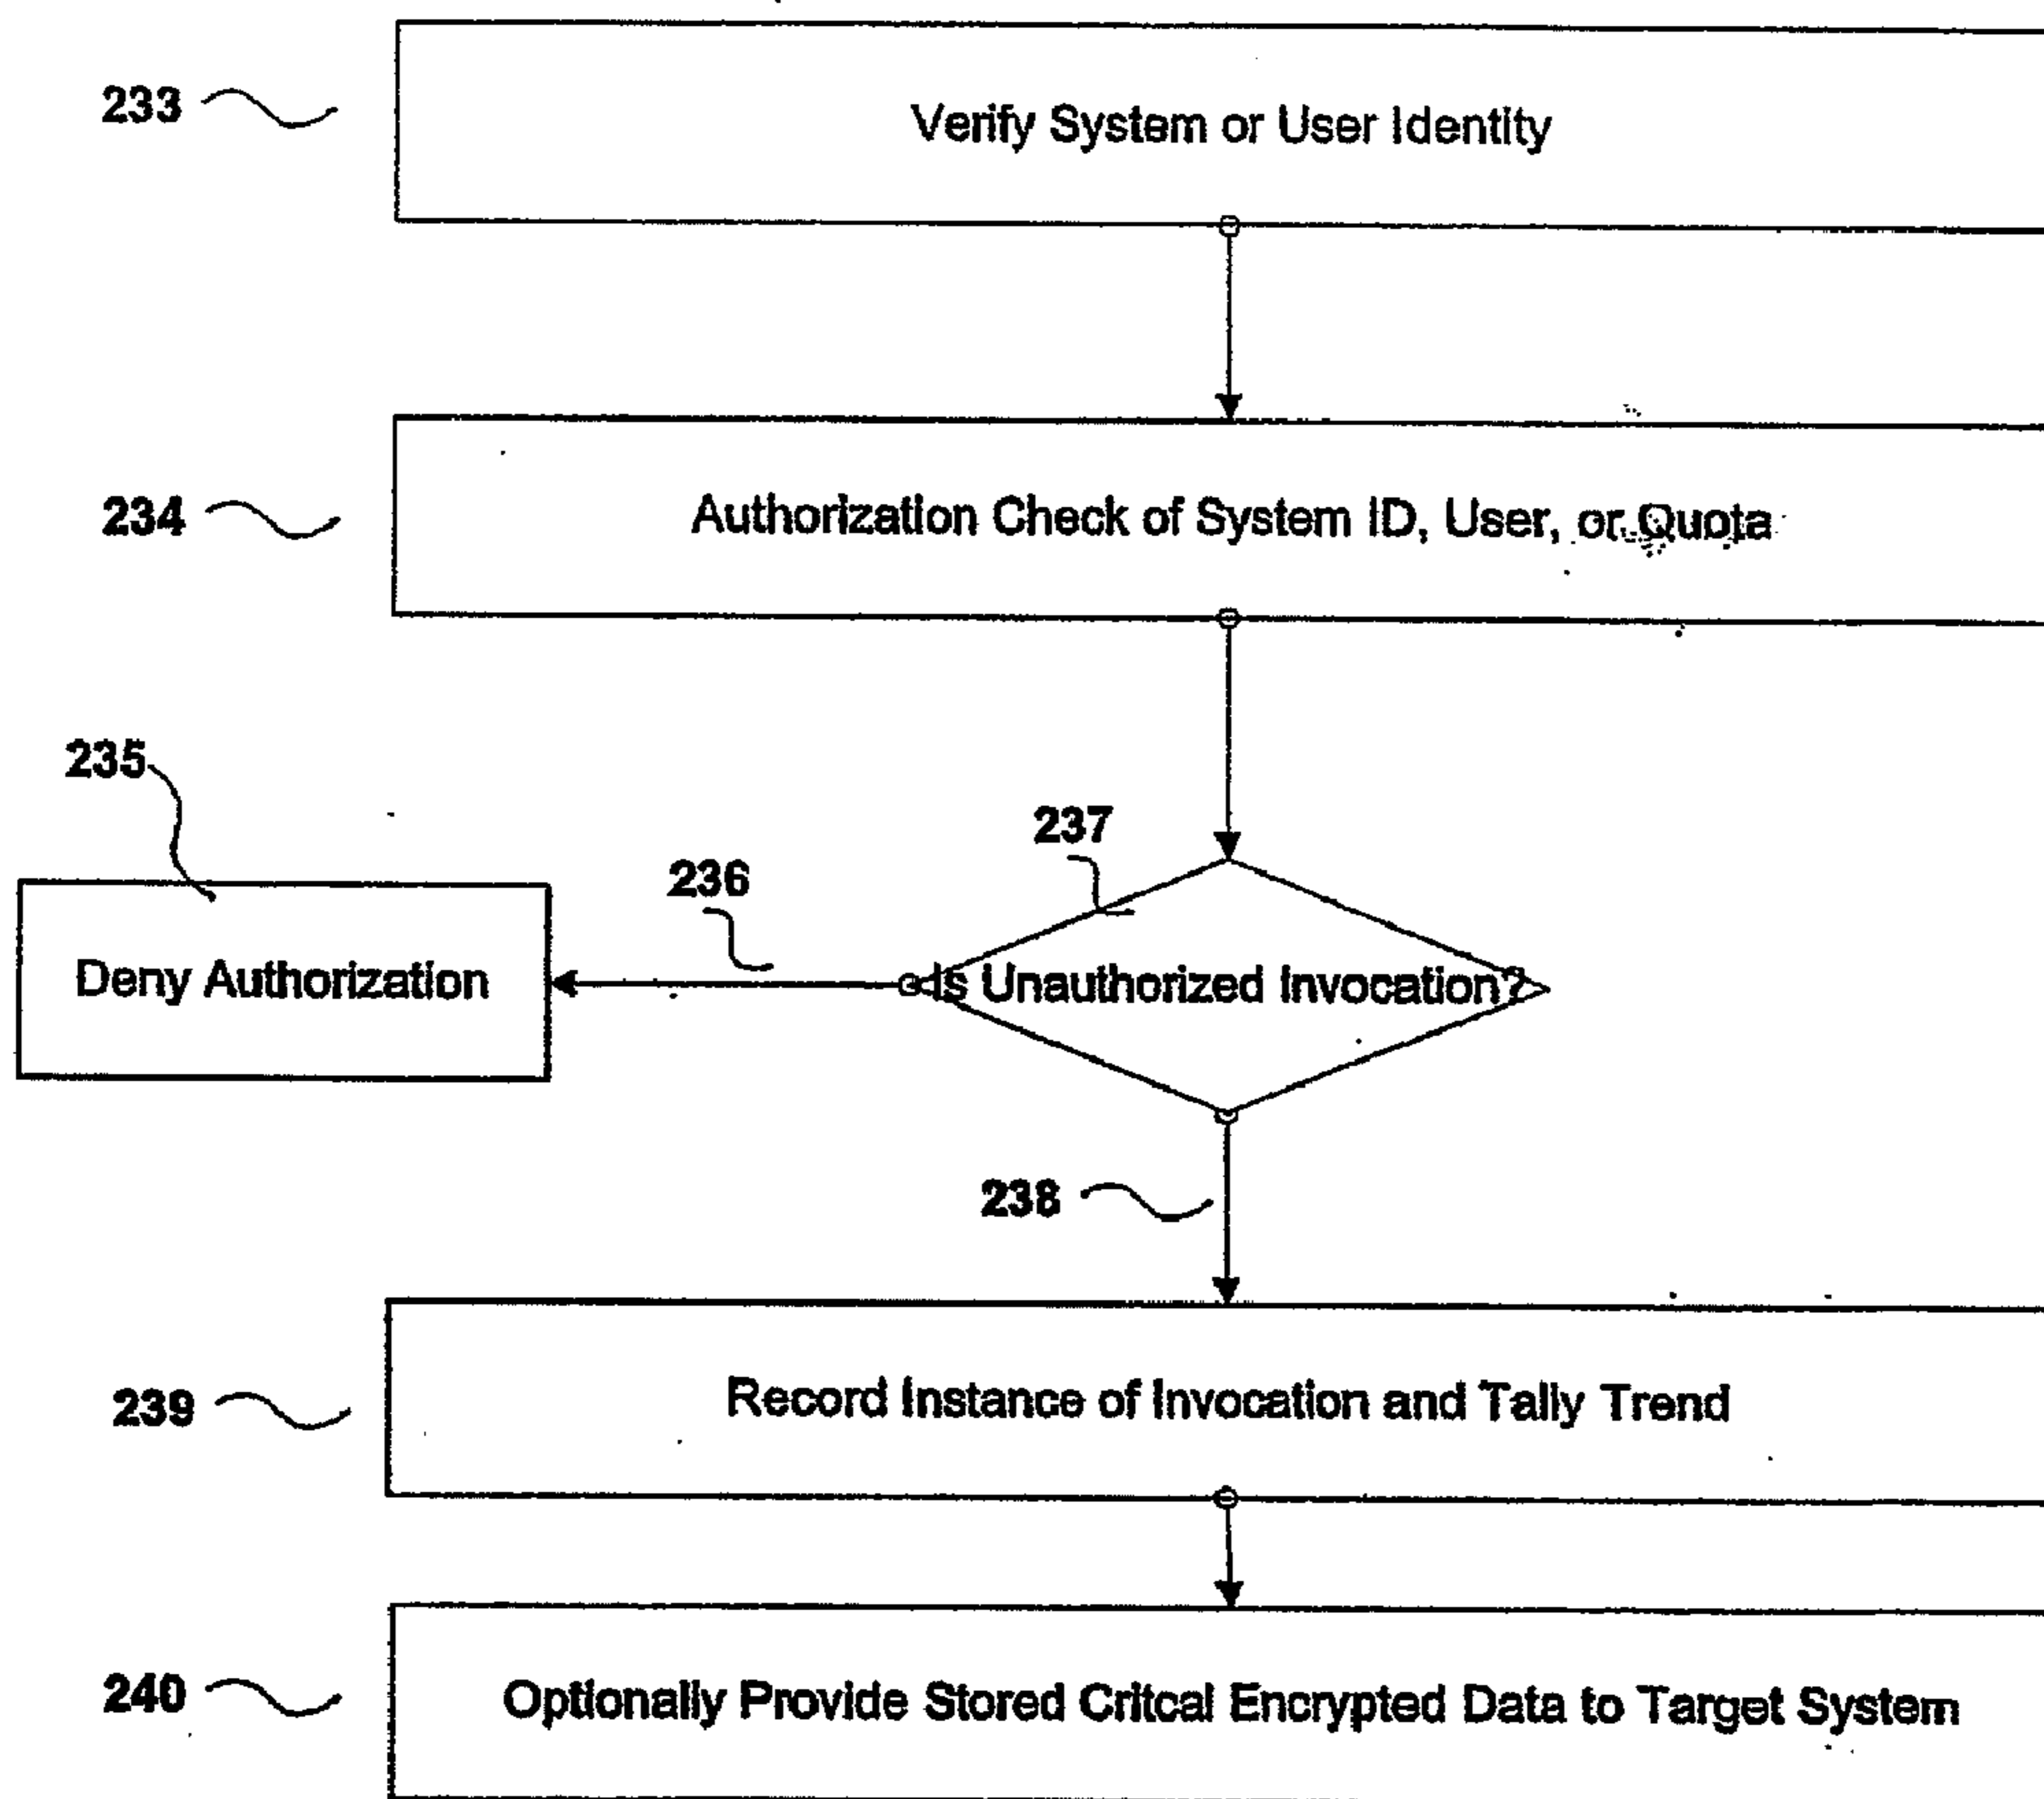 233
Verify System or User Identity
234
Authorization Check of System ID, User, or Quota
235
237
236
Deny Authorization
Is Unauthorized Invocation?
238
239
Record Instance of Invocation and Tally Trend
240
Optionally Provide Stored Critcal Encrypted Data to Target System